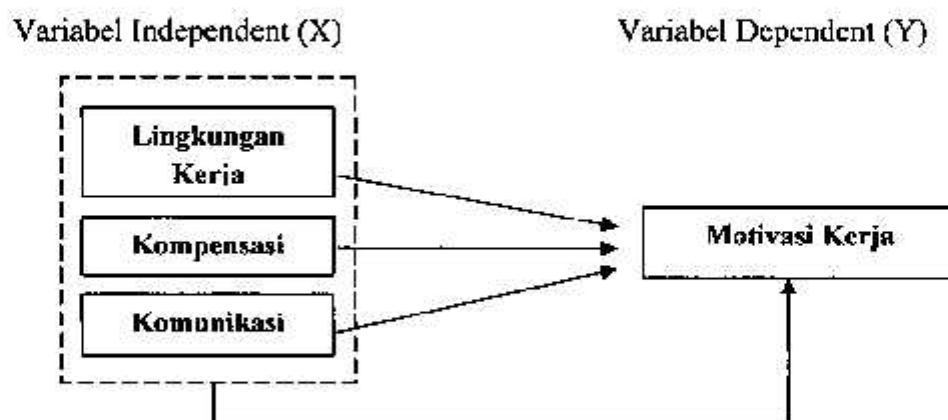 Variabel Independent (X)
Variabel Dependent (Y)
Lingkungan
Kerja
Kompensasi
Motivasi Kerja
Komunikasi